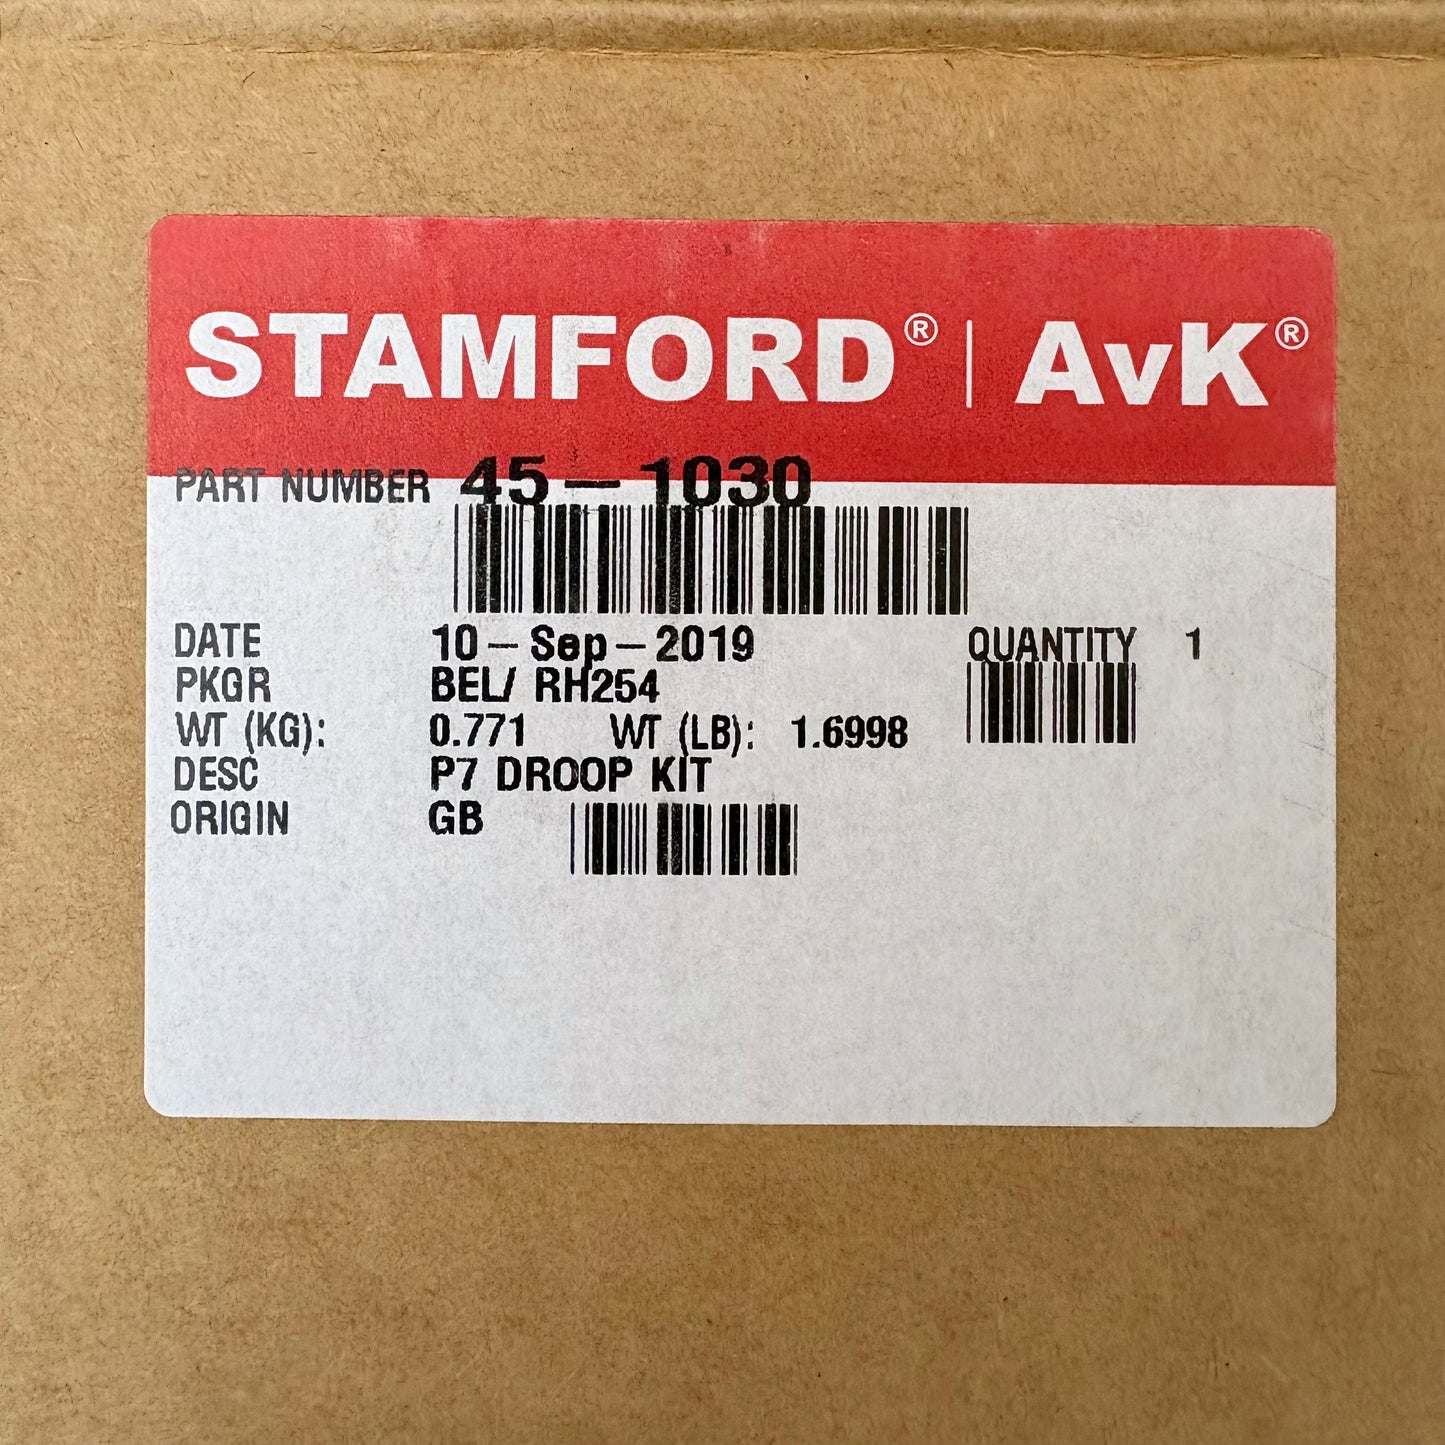 STAMFORD® | AvK®
PART NUMBER 45-1030
DATE 10-Sep-2019 QUANTITY 1
PKGR BEL/ RH254
WT (KG): 0.771 WT (LB): 1.6998
DESC P7 DROOP KIT
ORIGIN GB